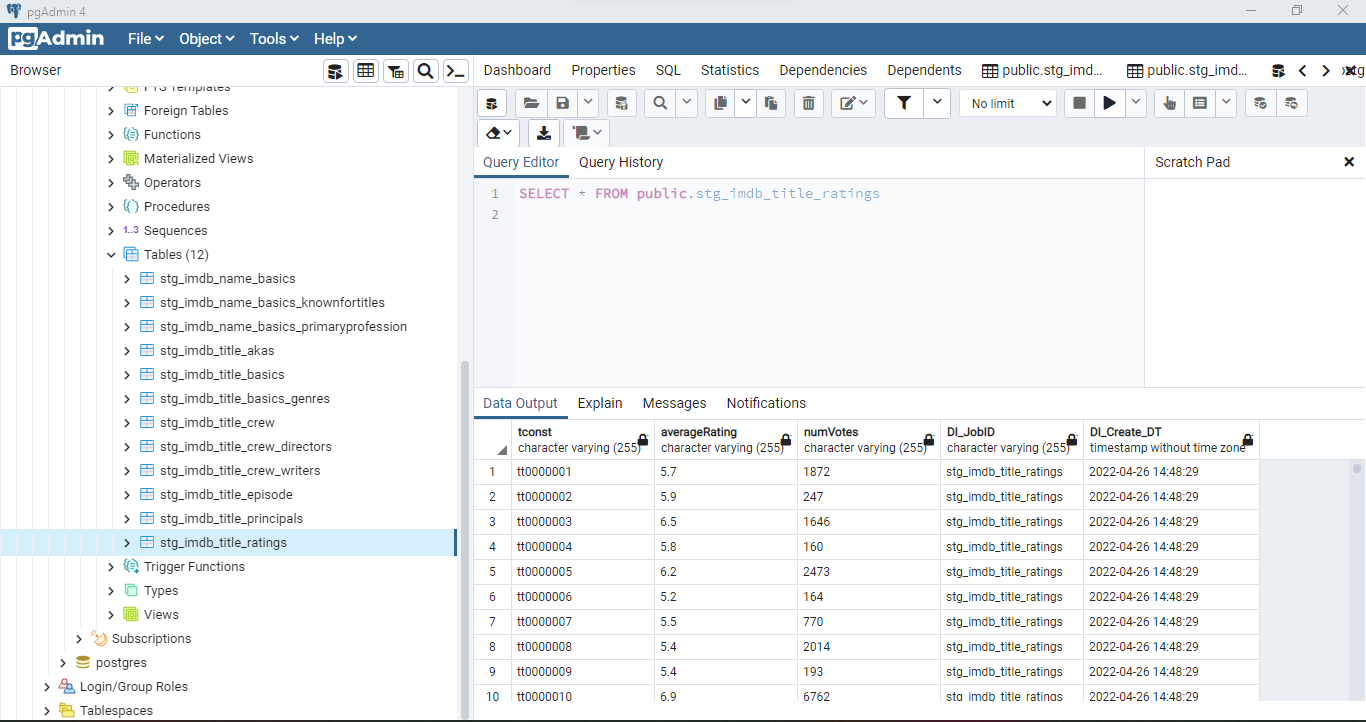 pgAdmin 4
pgAdmin File Object Tools Help
Browser
Dashboard Properties SQL Statistics Dependencies Dependents public.stg_imd... public.stg_imd...
FTS Templates
Foreign Tables
Functions
Materialized Views
Operators
Procedures
1..3 Sequences
Tables (12)
stg_imdb_name_basics
stg_imdb_name_basics_knownfortitles
stg_imdb_name_basics_primaryprofession
stg_imdb_title_akas
stg_imdb_title_basics
stg_imdb_title_basics_genres
stg_imdb_title_crew
stg_imdb_title_crew_directors
stg_imdb_title_crew_writers
stg_imdb_title_episode
stg_imdb_title_principals
stg_imdb_title_ratings
Trigger Functions
Types
Views
Subscriptions
postgres
Login/Group Roles
Tablespaces
No limit
Query Editor Query History
Scratch Pad
1 SELECT * FROM public.stg_imdb_title_ratings
2
Data Output Explain Messages Notifications
tconst averageRating numVotes DI_JobID DI_Create_DT
character varying (255) character varying (255) character varying (255) character varying (255) timestamp without time zone
1 tt0000001 5.7 1872 stg_imdb_title_ratings 2022-04-26 14:48:29
2 tt0000002 5.9 247 stg_imdb_title_ratings 2022-04-26 14:48:29
3 tt0000003 6.5 1646 stg_imdb_title_ratings 2022-04-26 14:48:29
4 tt0000004 5.8 160 stg_imdb_title_ratings 2022-04-26 14:48:29
5 tt0000005 6.2 2473 stg_imdb_title_ratings 2022-04-26 14:48:29
6 tt0000006 5.2 164 stg_imdb_title_ratings 2022-04-26 14:48:29
7 tt0000007 5.5 770 stg_imdb_title_ratings 2022-04-26 14:48:29
8 tt0000008 5.4 2014 stg_imdb_title_ratings 2022-04-26 14:48:29
9 tt0000009 5.4 193 stg_imdb_title_ratings 2022-04-26 14:48:29
10 tt0000010 6.9 6762 stg_imdb_title_ratings 2022-04-26 14:48:29